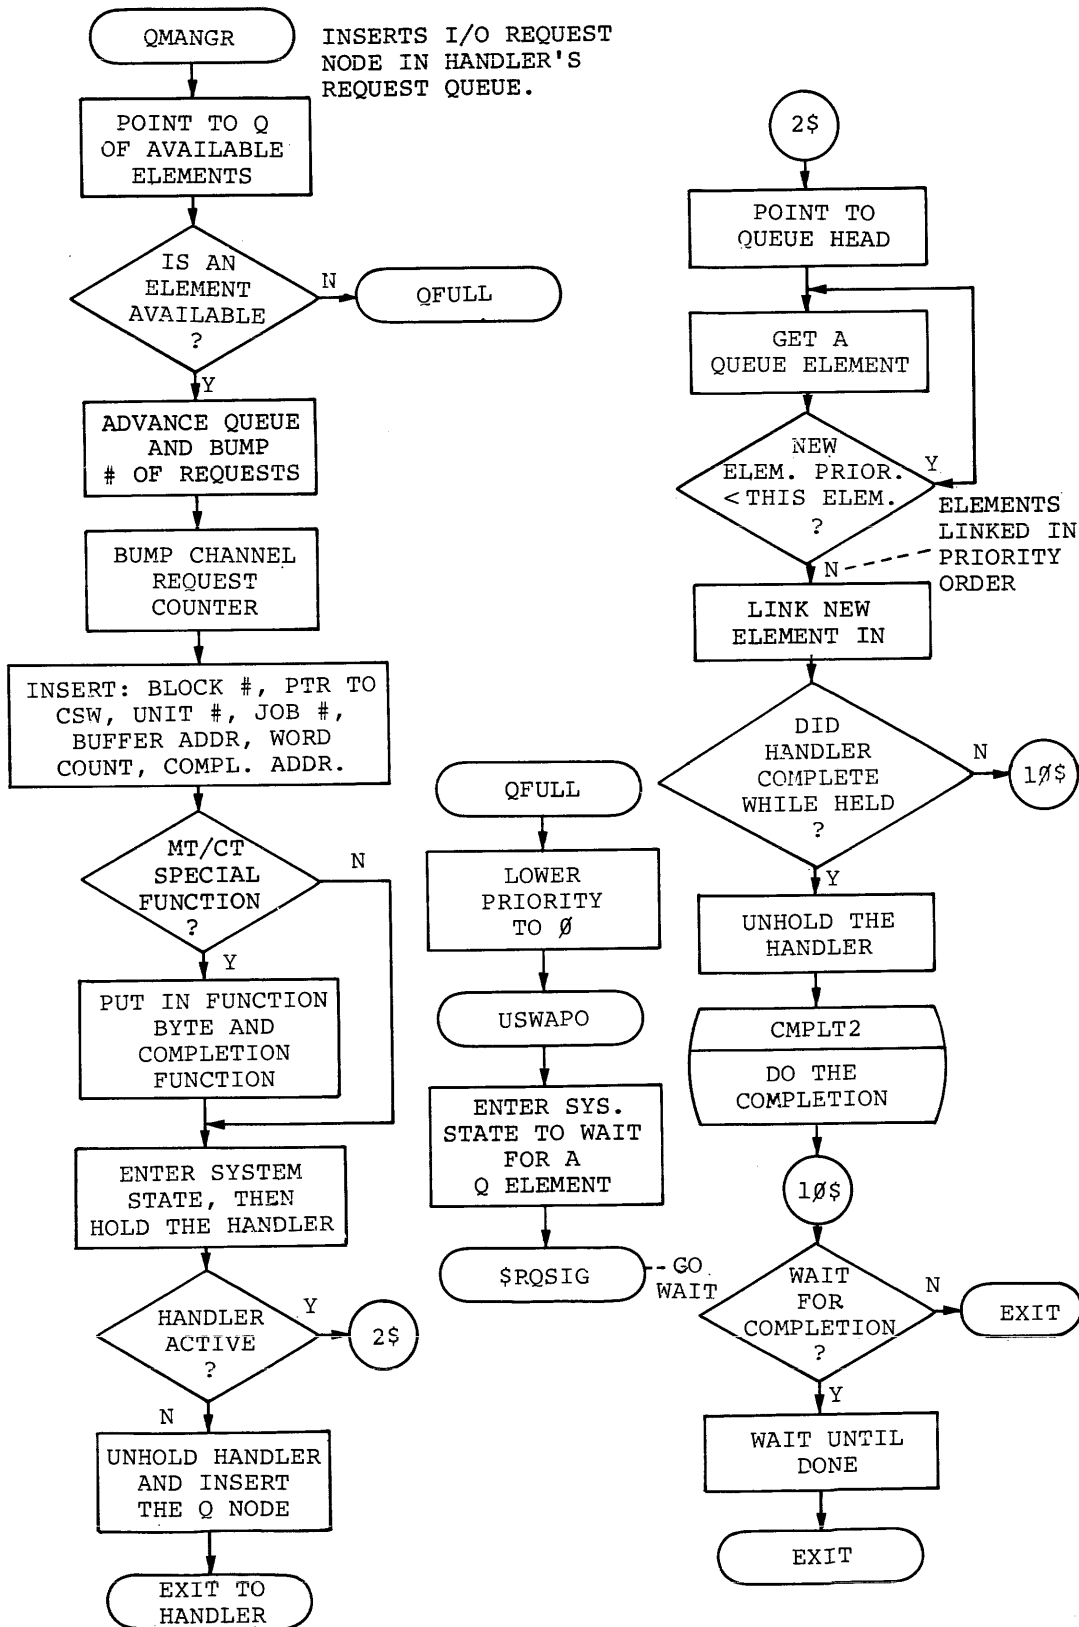 QMANGR
INSERTS I/O REQUEST
NODE IN HANDLER'S
REQUEST QUEUE.
POINT TO Q
OF AVAILABLE
ELEMENTS
IS AN
ELEMENT
AVAILABLE
?
N
QFULL
Y
ADVANCE QUEUE
AND BUMP
# OF REQUESTS
BUMP CHANNEL
REQUEST
COUNTER
INSERT: BLOCK #, PTR TO
CSW, UNIT #, JOB #,
BUFFER ADDR, WORD
COUNT, COMPL. ADDR.
MT/CT
SPECIAL
FUNCTION
?
N
Y
PUT IN FUNCTION
BYTE AND
COMPLETION
FUNCTION
ENTER SYSTEM
STATE, THEN
HOLD THE HANDLER
HANDLER
ACTIVE
?
Y
2$
N
UNHOLD HANDLER
AND INSERT
THE Q NODE
EXIT TO
HANDLER
QFULL
LOWER
PRIORITY
TO Ø
USWAPO
ENTER SYS.
STATE TO WAIT
FOR A
Q ELEMENT
$RQSIG
GO
WAIT
2$
POINT TO
QUEUE HEAD
GET A
QUEUE ELEMENT
NEW
ELEM. PRIOR.
< THIS ELEM.
?
Y
ELEMENTS
LINKED IN
PRIORITY
ORDER
N
LINK NEW
ELEMENT IN
DID
HANDLER
COMPLETE
WHILE HELD
?
N
1Ø$
Y
UNHOLD THE
HANDLER
CMPLT2
DO THE
COMPLETION
1Ø$
WAIT
FOR
COMPLETION
?
N
EXIT
Y
WAIT UNTIL
DONE
EXIT